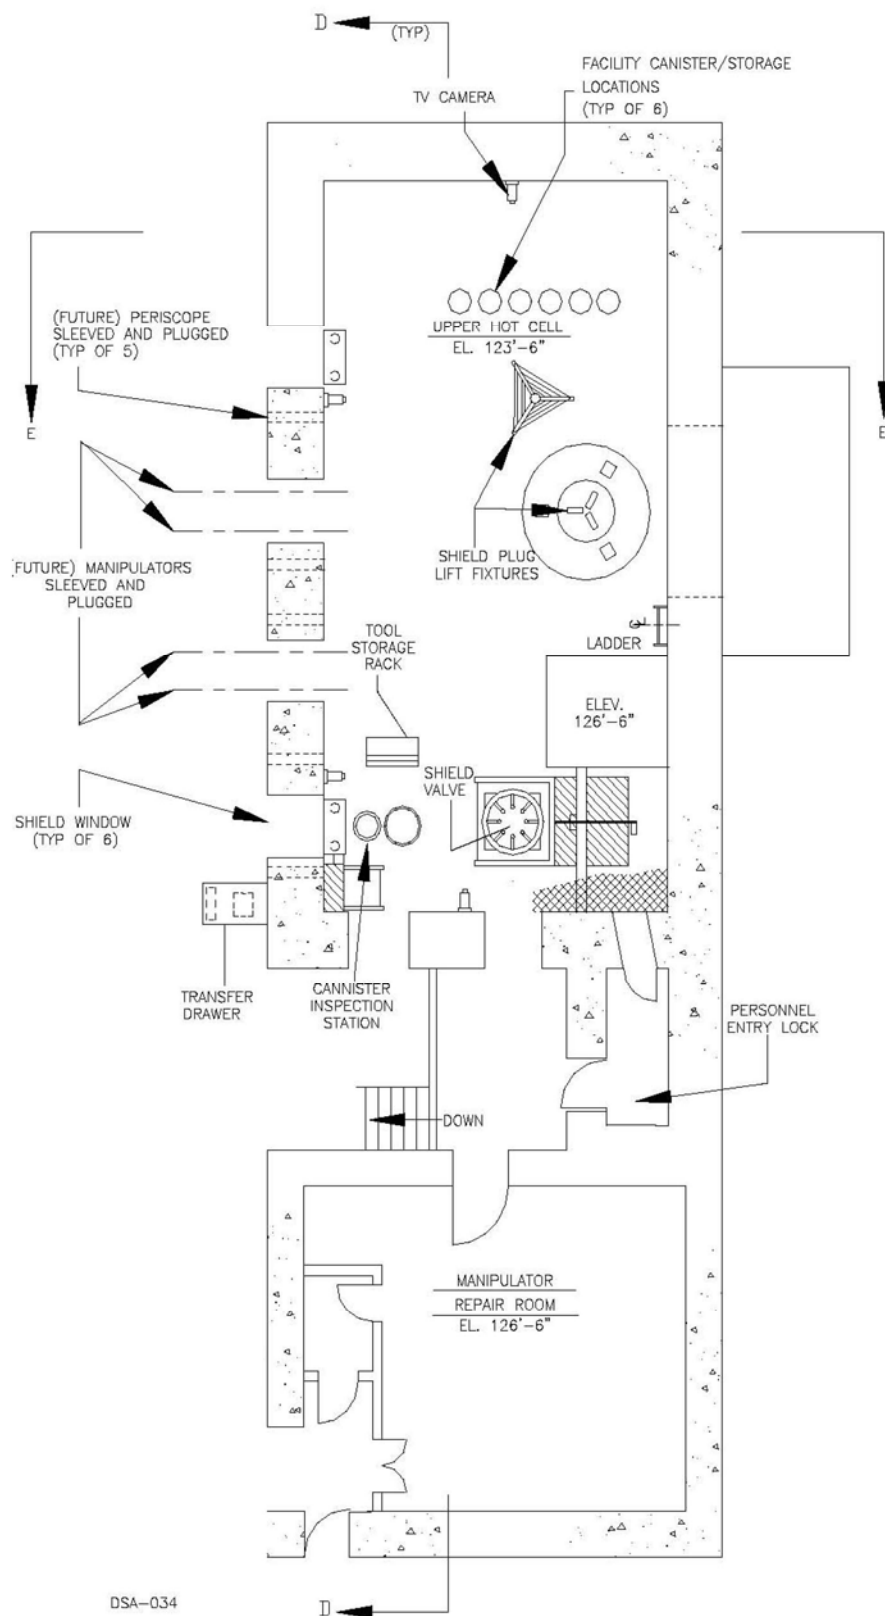 D
(TYP)
FACILITY CANISTER/STORAGE
LOCATIONS
(TYP OF 6)
TV CAMERA
(FUTURE) PERISCOPE
SLEEVED AND PLUGGED
(TYP OF 5)
UPPER HOT CELL
EL. 123'-6"
E
E
(FUTURE) MANIPULATORS
SLEEVED AND
PLUGGED
SHIELD PLUG
LIFT FIXTURES
TOOL
STORAGE
RACK
LADDER
ELEV.
126'-6"
SHIELD
VALVE
SHIELD WINDOW
(TYP OF 6)
TRANSFER
DRAWER
CANNISTER
INSPECTION
STATION
PERSONNEL
ENTRY LOCK
DOWN
MANIPULATOR
REPAIR ROOM
EL. 126'-6"
DSA-034
D